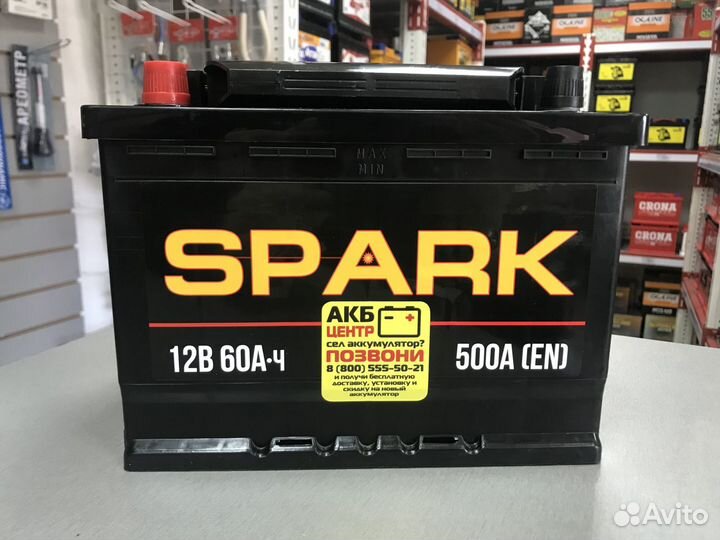 АРЕОМЕТР
MAX
MIN
SPARK
АКБ
ЦЕНТР
сел аккумулятор?
ПОЗВОНИ
8 (800) 555-50-21
и получи бесплатную
доставку, установку и
скидку на новый
аккумулятор
12В 60А·ч
500А (EN)
CRONA
CRONA
Avito